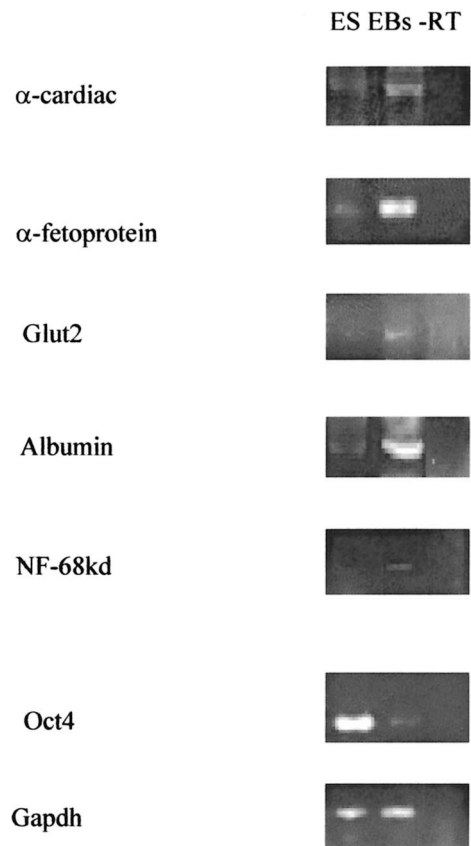 ES EBs -RT
α-cardiac
α-fetoprotein
Glut2
Albumin
NF-68kd
Oct4
Gapdh